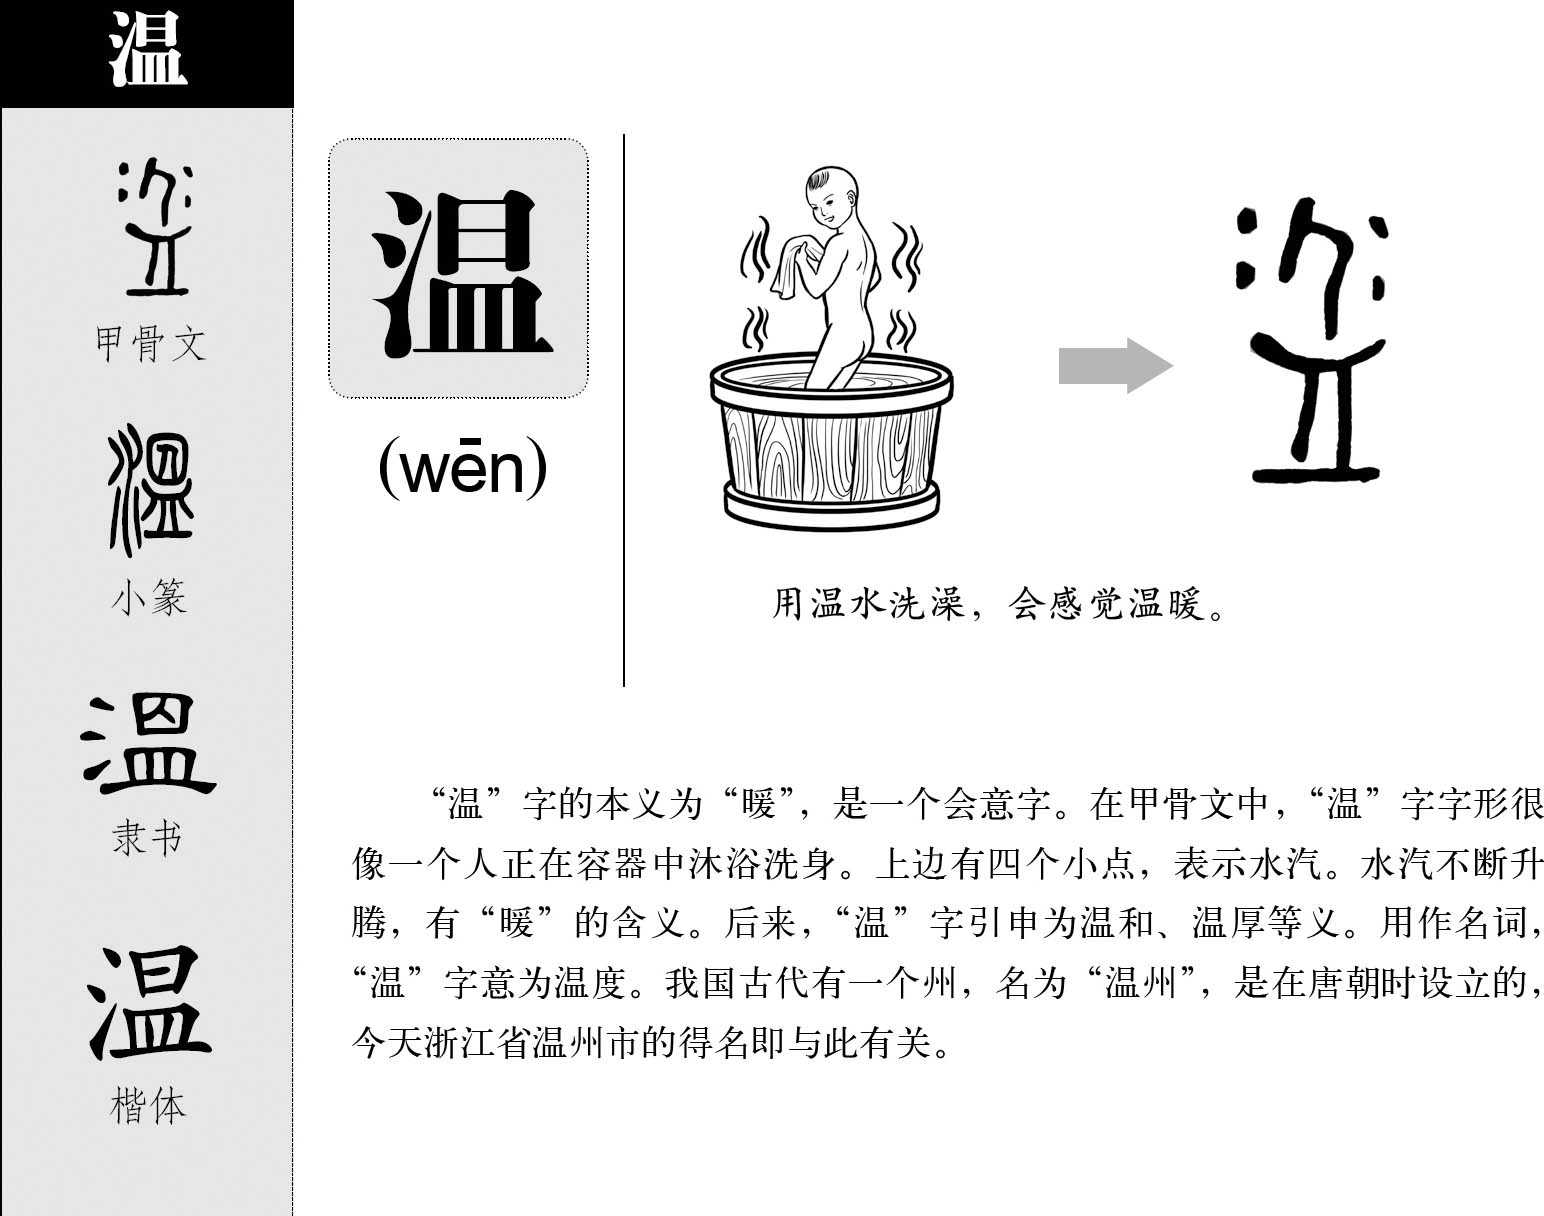 温
甲骨文
小篆
隶书
楷体
温
(wēn)
用温水洗澡，会感觉温暖。
“温”字的本义为“暖”，是一个会意字。在甲骨文中，“温”字字形很
像一个人正在容器中沐浴洗身。上边有四个小点，表示水汽。水汽不断升
腾，有“暖”的含义。后来，“温”字引申为温和、温厚等义。用作名词，
“温”字意为温度。我国古代有一个州，名为“温州”，是在唐朝时设立的，
今天浙江省温州市的得名即与此有关。